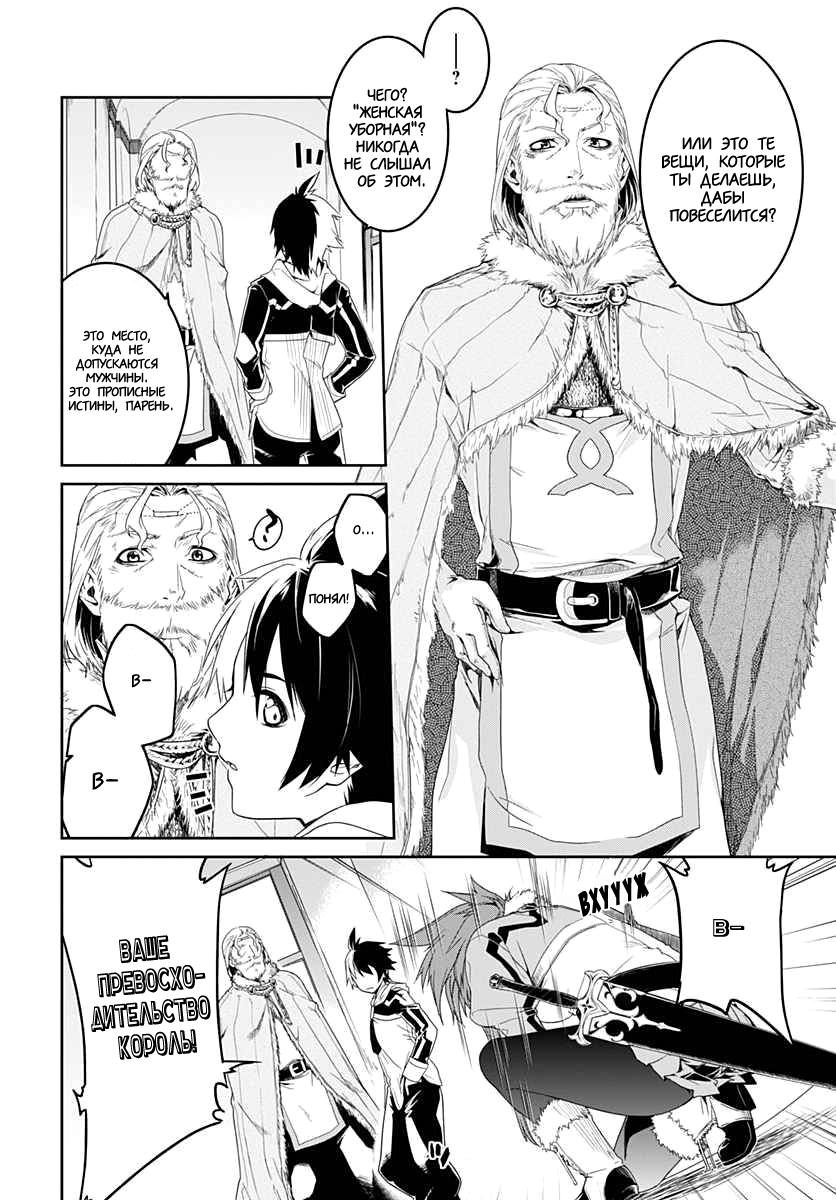 ИЛИ ЭТО ТЕ
ВЕЩИ, КОТОРЫЕ
ТЫ ДЕЛАЕШЬ,
ДАБЫ
ПОВЕСЕЛИТСЯ?
—?
ЧЕГО?
"ЖЕНСКАЯ
УБОРНАЯ"?
НИКОГДА
НЕ СЛЫШАЛ
ОБ ЭТОМ.
ЭТО МЕСТО,
КУДА НЕ
ДОПУСКАЮТСЯ
МУЖЧИНЫ.
ЭТО ПРОПИСНЫЕ
ИСТИНЫ, ПАРЕНЬ.
?
О...
ПОНЯЛ!
В-
В-
ВХУУУЖ
В-
ВАШЕ
ПРЕВОСХО-
ДИТЕЛЬСТВО
КОРОЛЬ!